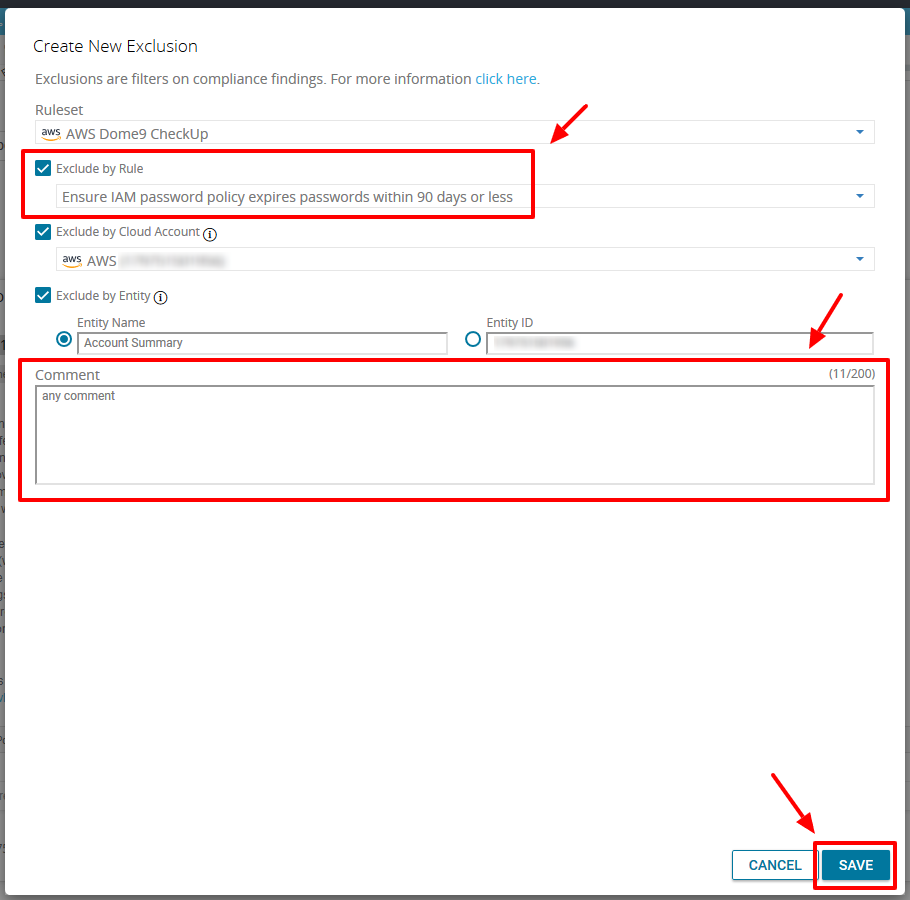 Create New Exclusion
Exclusions are filters on compliance findings. For more information click here.
Ruleset
aws AWS Dome9 CheckUp
Exclude by Rule
Ensure IAM password policy expires passwords within 90 days or less
Exclude by Cloud Account i
aws AWS
Exclude by Entity i
Entity Name Entity ID
Account Summary
Comment (11/200)
any comment
CANCEL SAVE